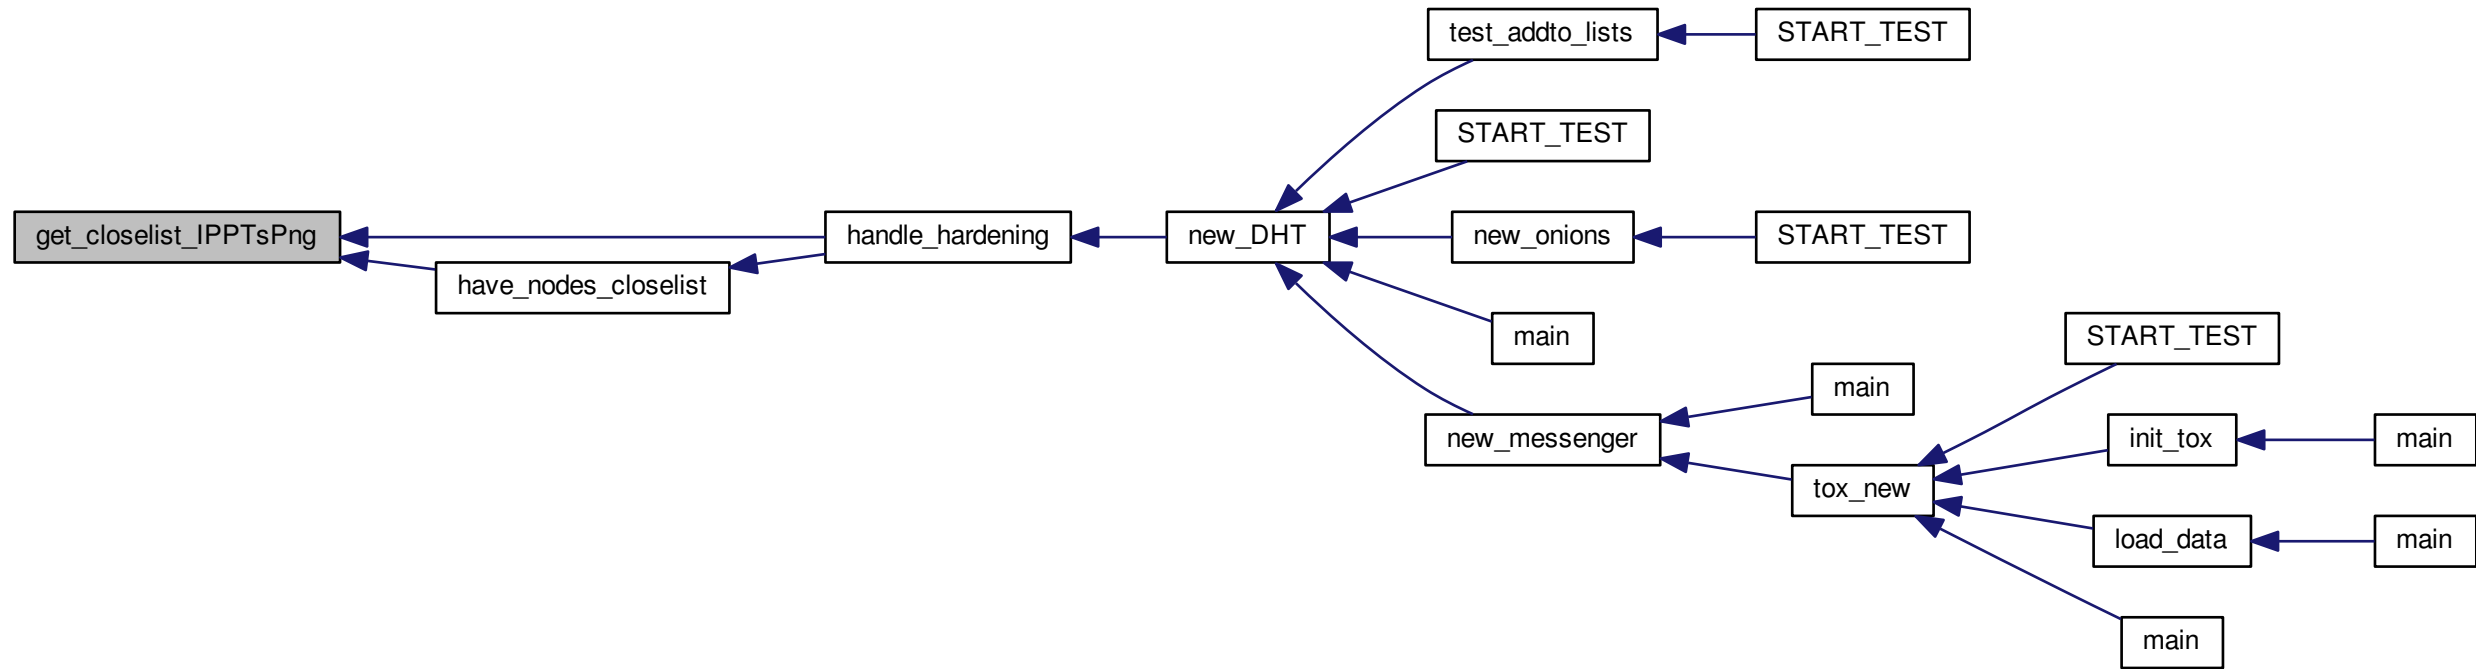 test_addto_lists
START_TEST
START_TEST
get_closelist_IPPTsPng
handle_hardening
new_DHT
new_onions
START_TEST
have_nodes_closelist
main
START_TEST
main
new_messenger
init_tox
main
tox_new
load_data
main
main